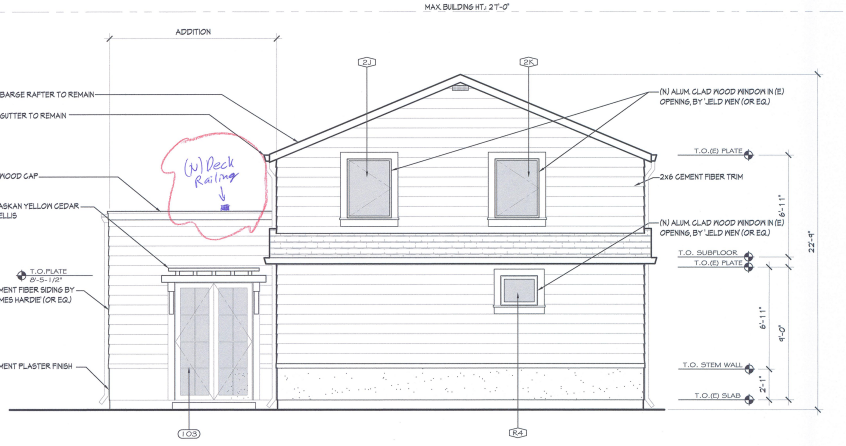 MAX. BUILDING HT.: 27'-0"
ADDITION
2J
2K
BARGE RAFTER TO REMAIN
GUTTER TO REMAIN
(N) ALUM. CLAD WOOD WINDOW IN (E)
OPENING, BY 'JELD WEN' (OR EQ.)
(N) Deck
Railing
T.O.(E) PLATE
WOOD CAP
2x6 CEMENT FIBER TRIM
ASKAN YELLOW CEDAR
ELLIS
6'-11"
(N) ALUM. CLAD WOOD WINDOW IN (E)
OPENING, BY 'JELD WEN' (OR EQ.)
22'-9"
T.O. SUBFLOOR
T.O.(E) PLATE
T.O.PLATE
8'-5-1/2"
MENT FIBER SIDING BY
MES HARDIE (OR EQ.)
6'-11"
9'-0"
MENT PLASTER FINISH
T.O. STEM WALL
2'-1"
T.O.(E) SLAB
103
R4